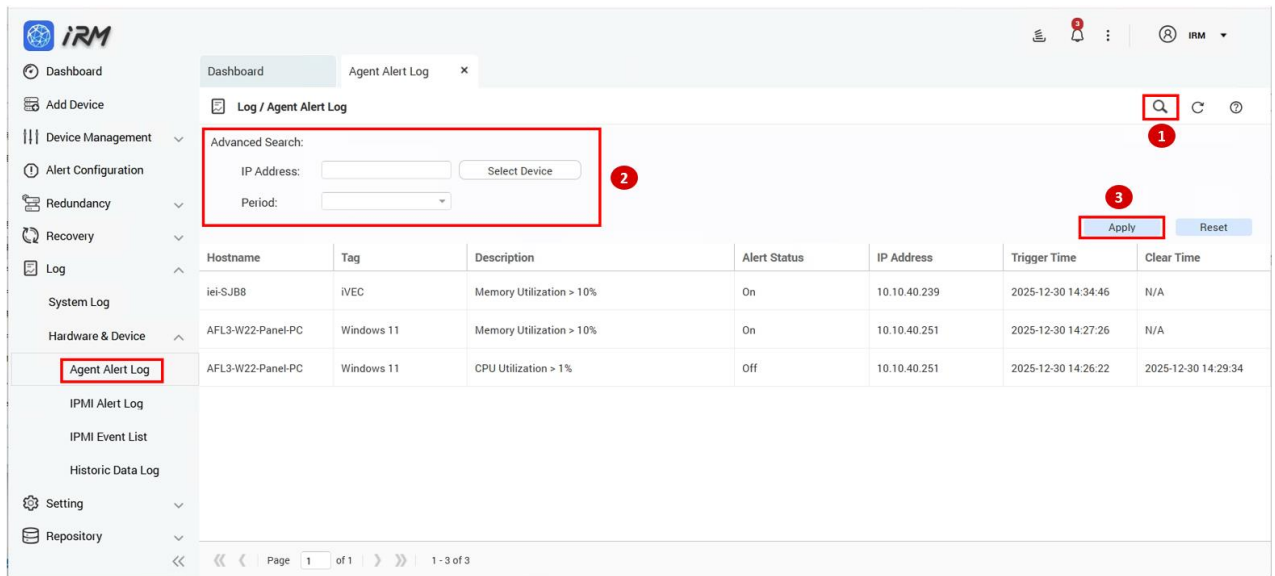 iRM
3
IRM
Dashboard
Add Device
Device Management
Alert Configuration
Redundancy
Recovery
Log
System Log
Hardware & Device
Agent Alert Log
IPMI Alert Log
IPMI Event List
Historic Data Log
Setting
Repository
Dashboard Agent Alert Log ×
Log / Agent Alert Log
1
Advanced Search:
IP Address: Select Device
2
Period:
3
Apply Reset
Hostname Tag Description Alert Status IP Address Trigger Time Clear Time
iei-SJB8 iVEC Memory Utilization > 10% On 10.10.40.239 2025-12-30 14:34:46 N/A
AFL3-W22-Panel-PC Windows 11 Memory Utilization > 10% On 10.10.40.251 2025-12-30 14:27:26 N/A
AFL3-W22-Panel-PC Windows 11 CPU Utilization > 1% Off 10.10.40.251 2025-12-30 14:26:22 2025-12-30 14:29:34
Page 1 of 1 1 - 3 of 3